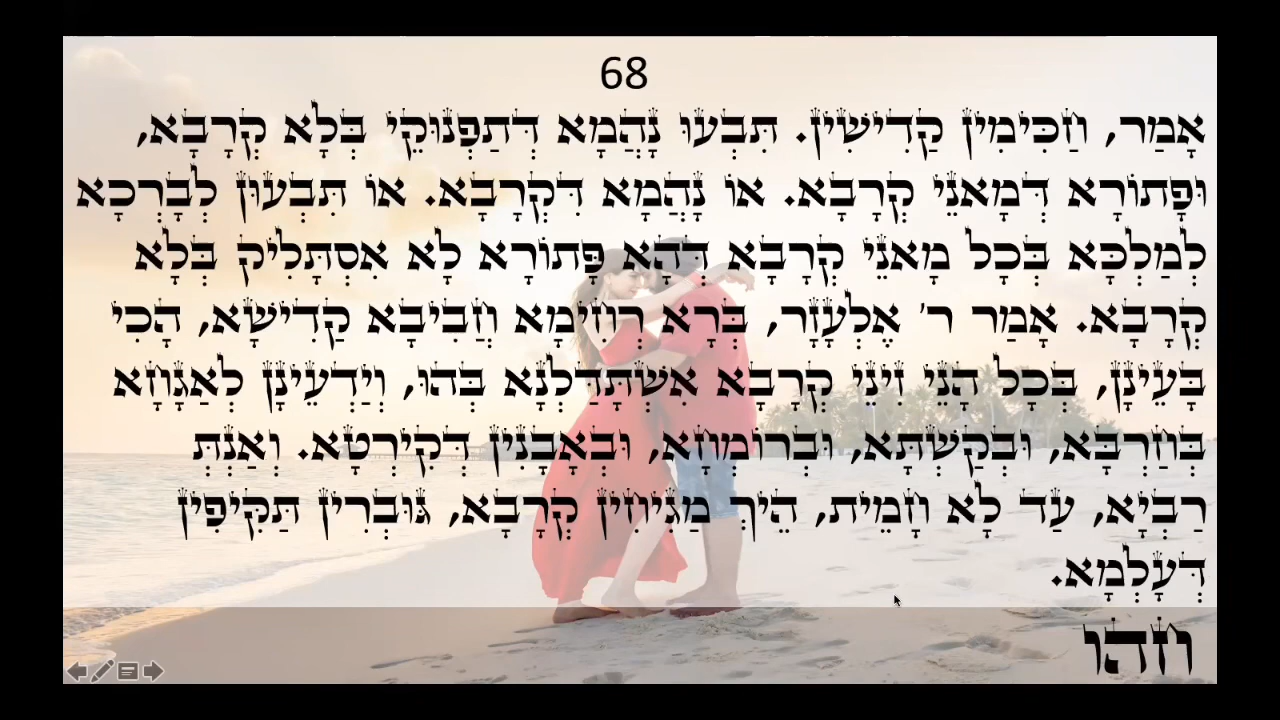 68
אָמַר, חַכִּימִין קַדִישִׁין. תִּבְעוּ נָהֲמָא דְּתַפְנוּקֵי בְּלָא קְרָבָא,
וּפָתוֹרָא דְּמָאנֵי קְרָבָא. אוֹ נָהֲמָא דִּקְרָבָא. אוֹ תִּבְעוּן לְבָרְכָא
לְמַלְכָּא בְּכָל מָאנֵי קְרָבָא דְּהָא פָּתוֹרָא לָא אִסְתָּלִיק בְּלָא
קְרָבָא. אָמַר ר' אֶלְעָזָר, בְּרָא רְחִימָא חֲבִיבָא קַדִישָׁא, הָכִי
בָּעֵינָן, בְּכָל הָנֵי זִינֵי קְרָבָא אִשְׁתָּדַּלְנָא בְּהוּ, וְיַדְעֵינָן לְאַגָּחָא
בְּחַרְבָּא, וּבְקַשְׁתָּא, וּבְרוֹמְחָא, וּבְאָבָנִין דְּקִירְטָא. וְאַנְתְּ
רַבְיָא, עַד לָא חָמֵית, הֵיךְ מַגִּיחִין קְרָבָא, גּוּבְרִין תַּקִּיפִין
דְּעָלְמָא.
וחהו